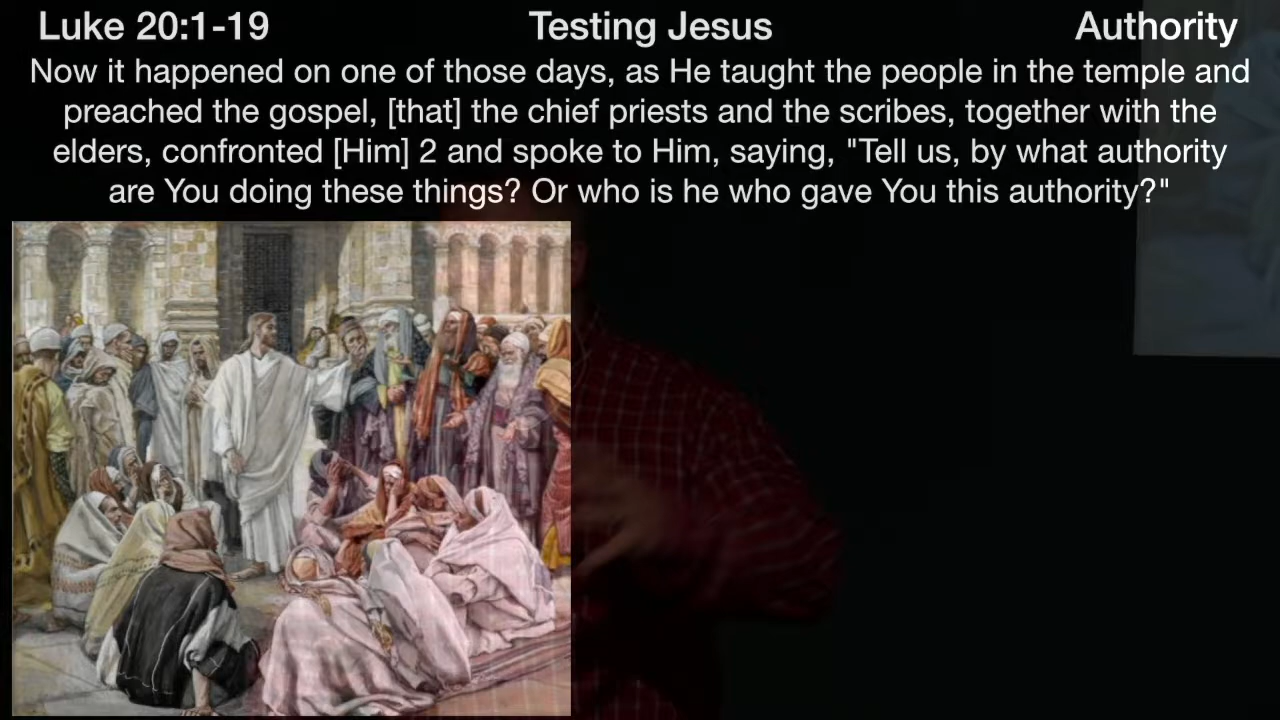 Luke 20:1-19 Testing Jesus Authority
Now it happened on one of those days, as He taught the people in the temple and
preached the gospel, [that] the chief priests and the scribes, together with the
elders, confronted [Him] 2 and spoke to Him, saying, "Tell us, by what authority
are You doing these things? Or who is he who gave You this authority?"